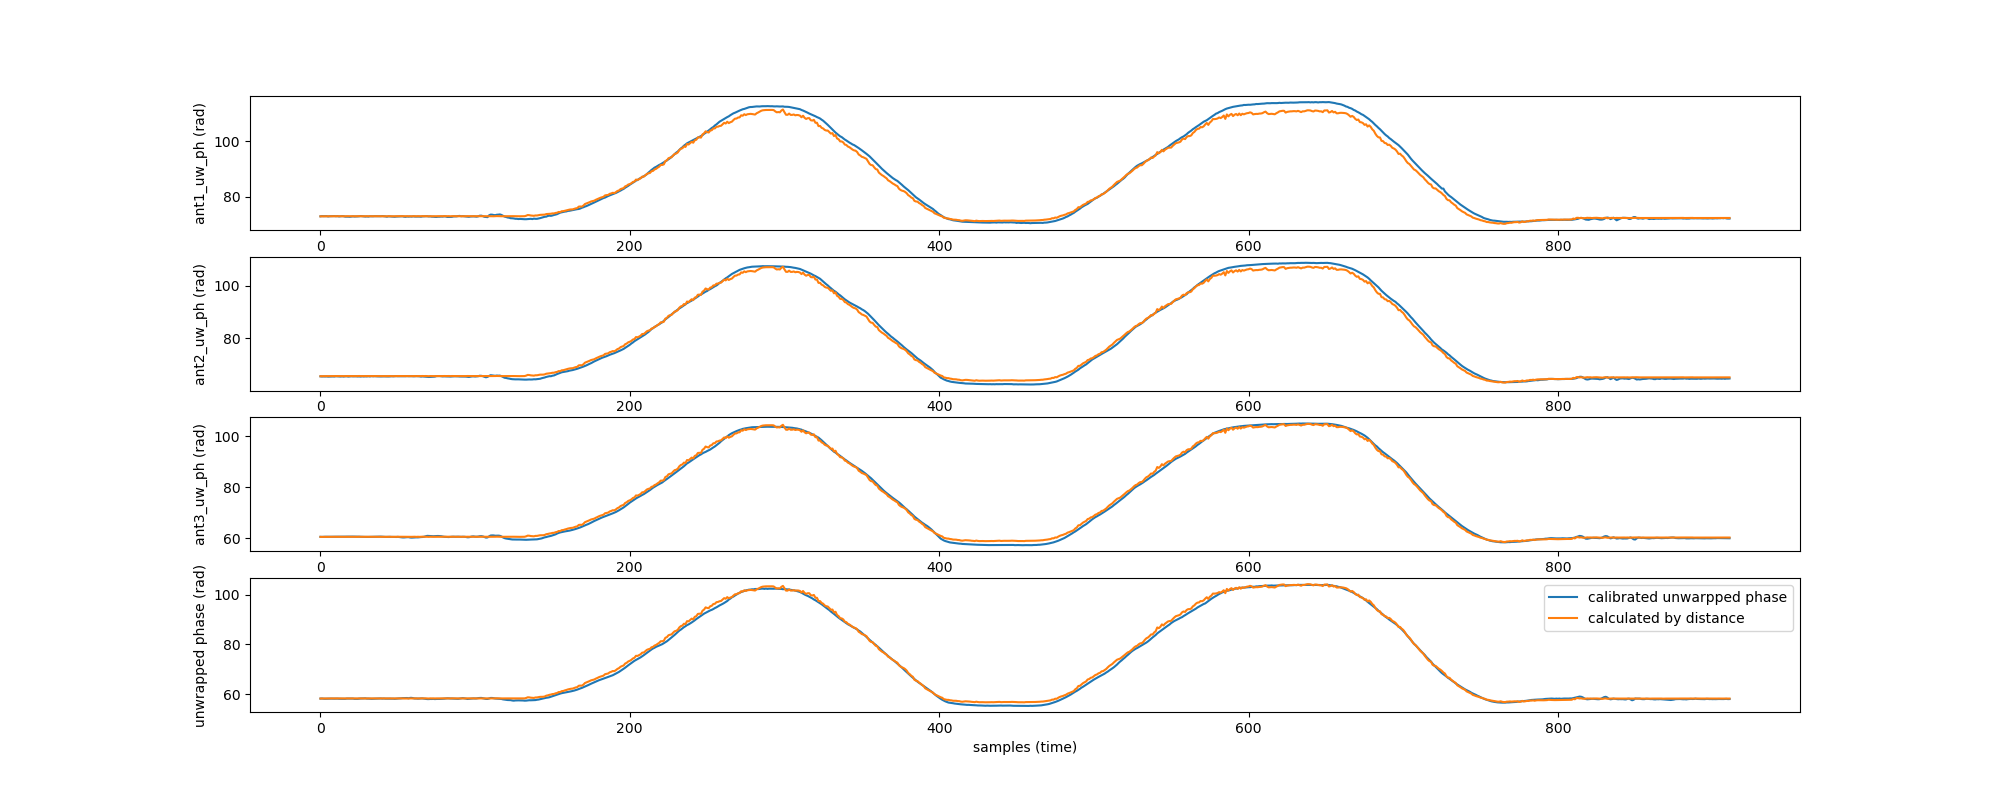 ant1_uw_ph (rad)
100
80
0 200 400 600 800
ant2_uw_ph (rad)
100
80
0 200 400 600 800
ant3_uw_ph (rad)
100
80
60
0 200 400 600 800
unwrapped phase (rad)
100
80
60
calibrated unwarpped phase
calculated by distance
0 200 400 600 800
samples (time)